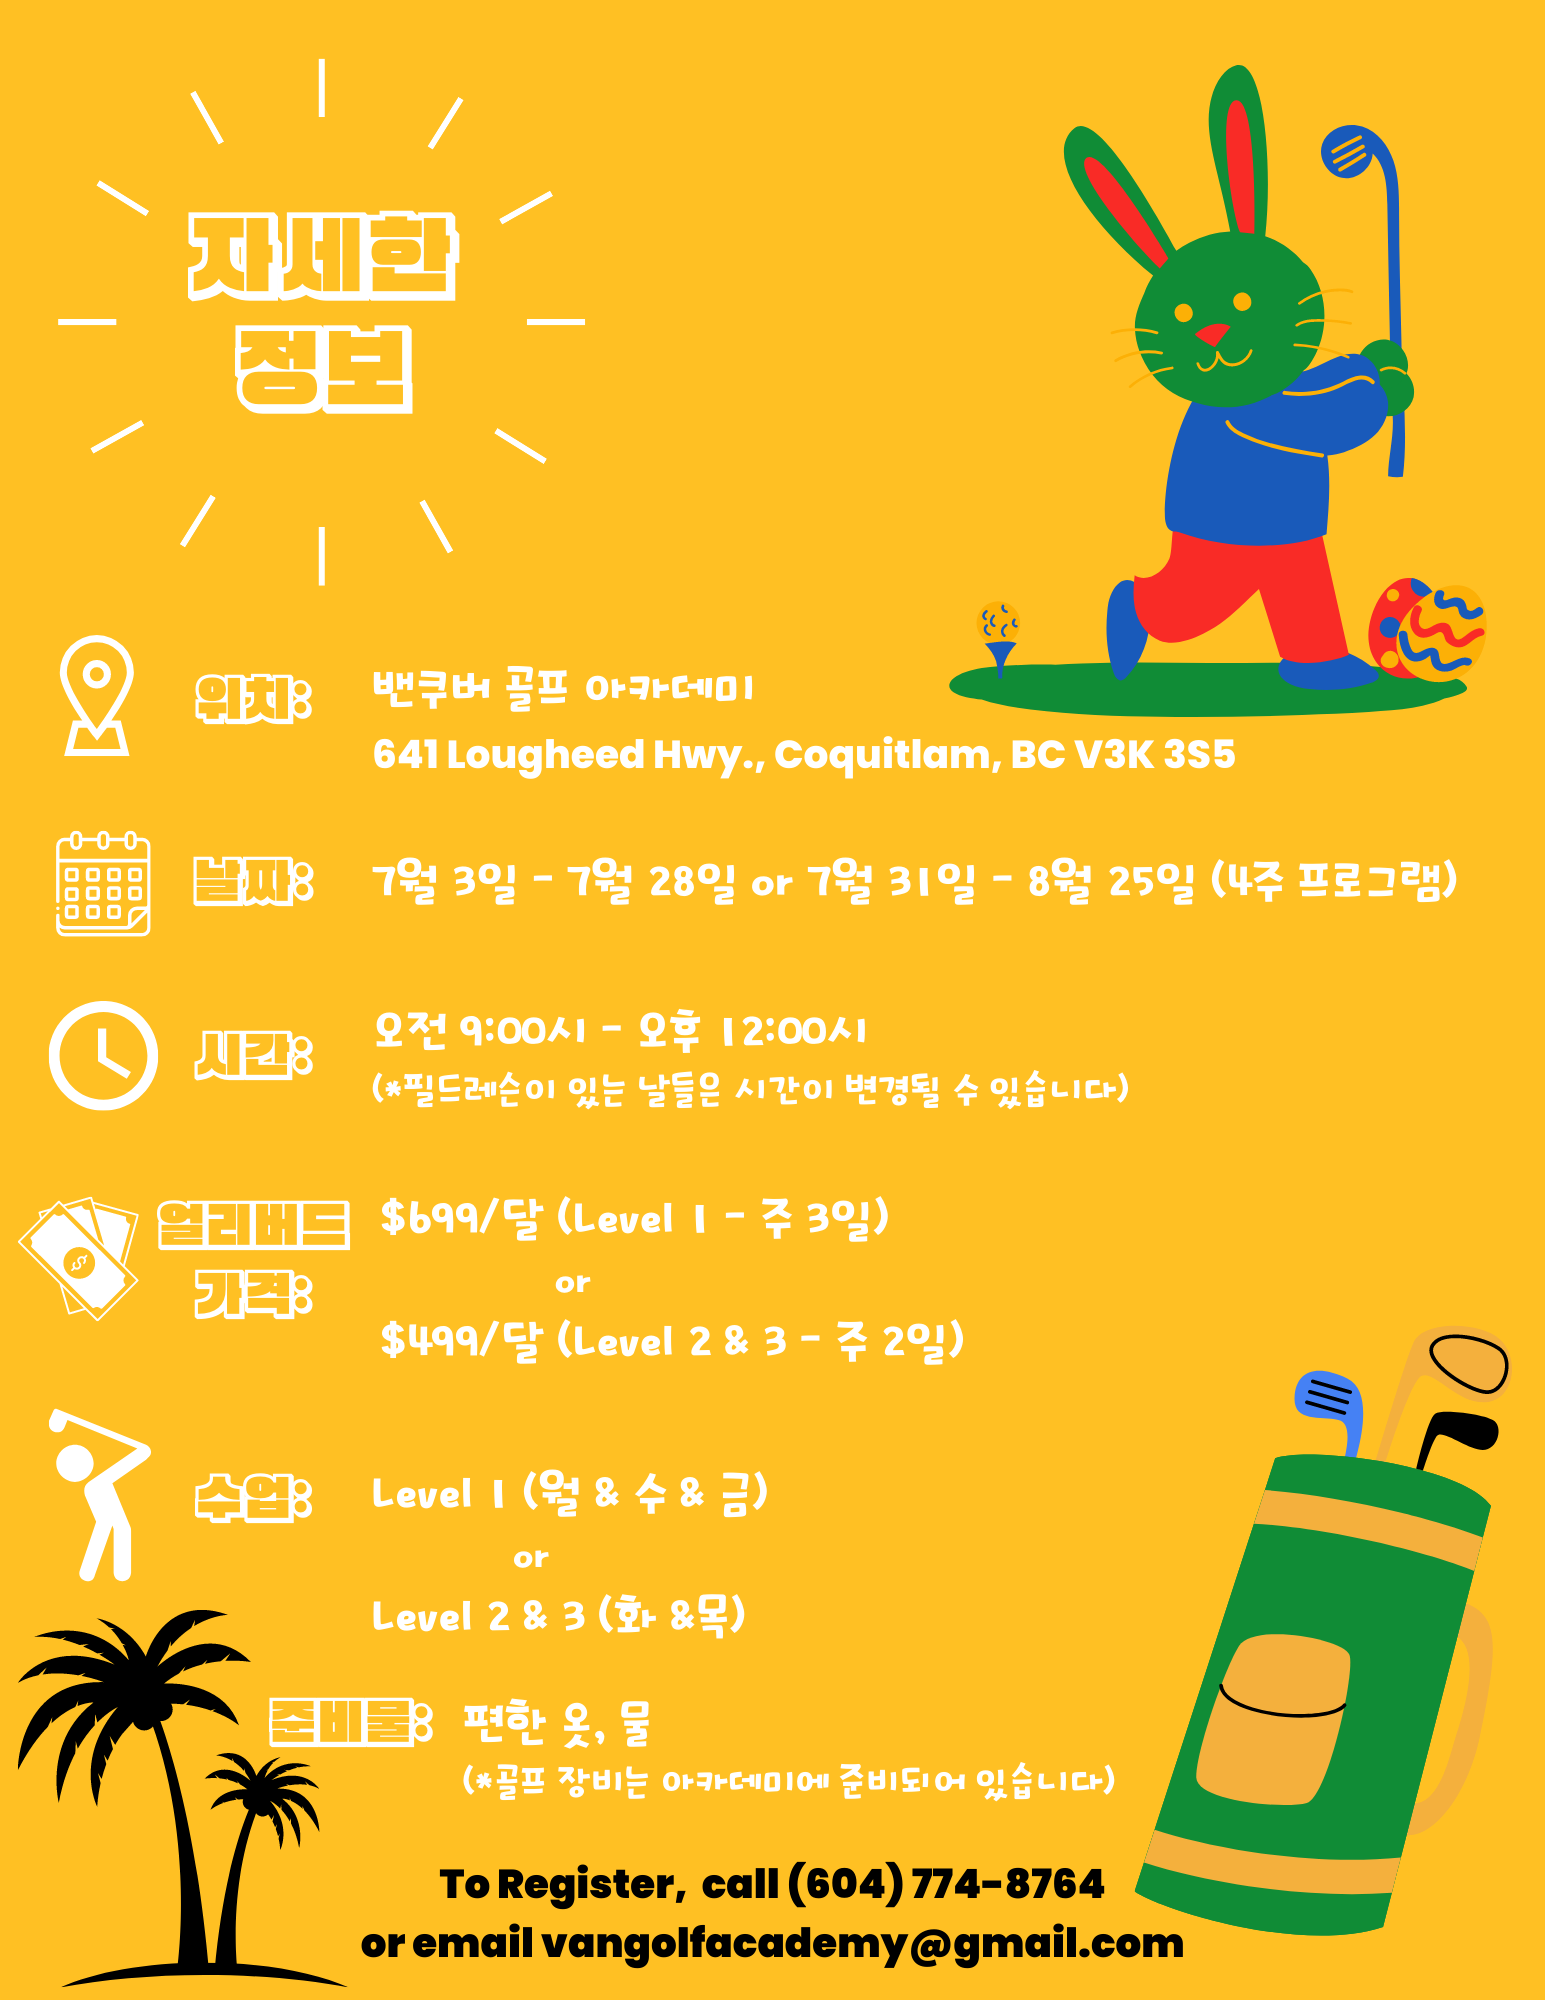 자세한
정보
위치: 밴쿠버 골프 아카데미
641 Lougheed Hwy., Coquitlam, BC V3K 3S5
날짜: 7월 3일 - 7월 28일 or 7월 31일 - 8월 25일 (4주 프로그램)
시간: 오전 9:00시 - 오후 12:00시
(*필드레슨이 있는 날들은 시간이 변경될 수 있습니다)
얼리버드 $699/달 (Level 1 - 주 3일)
가격:
or
$499/달 (Level 2 & 3 - 주 2일)
수업: Level 1 (월 & 수 & 금)
or
Level 2 & 3 (화 &목)
준비물: 편한 옷, 물
(*골프 장비는 아카데미에 준비되어 있습니다)
To Register, call (604) 774-8764
or email vangolfacademy@gmail.com